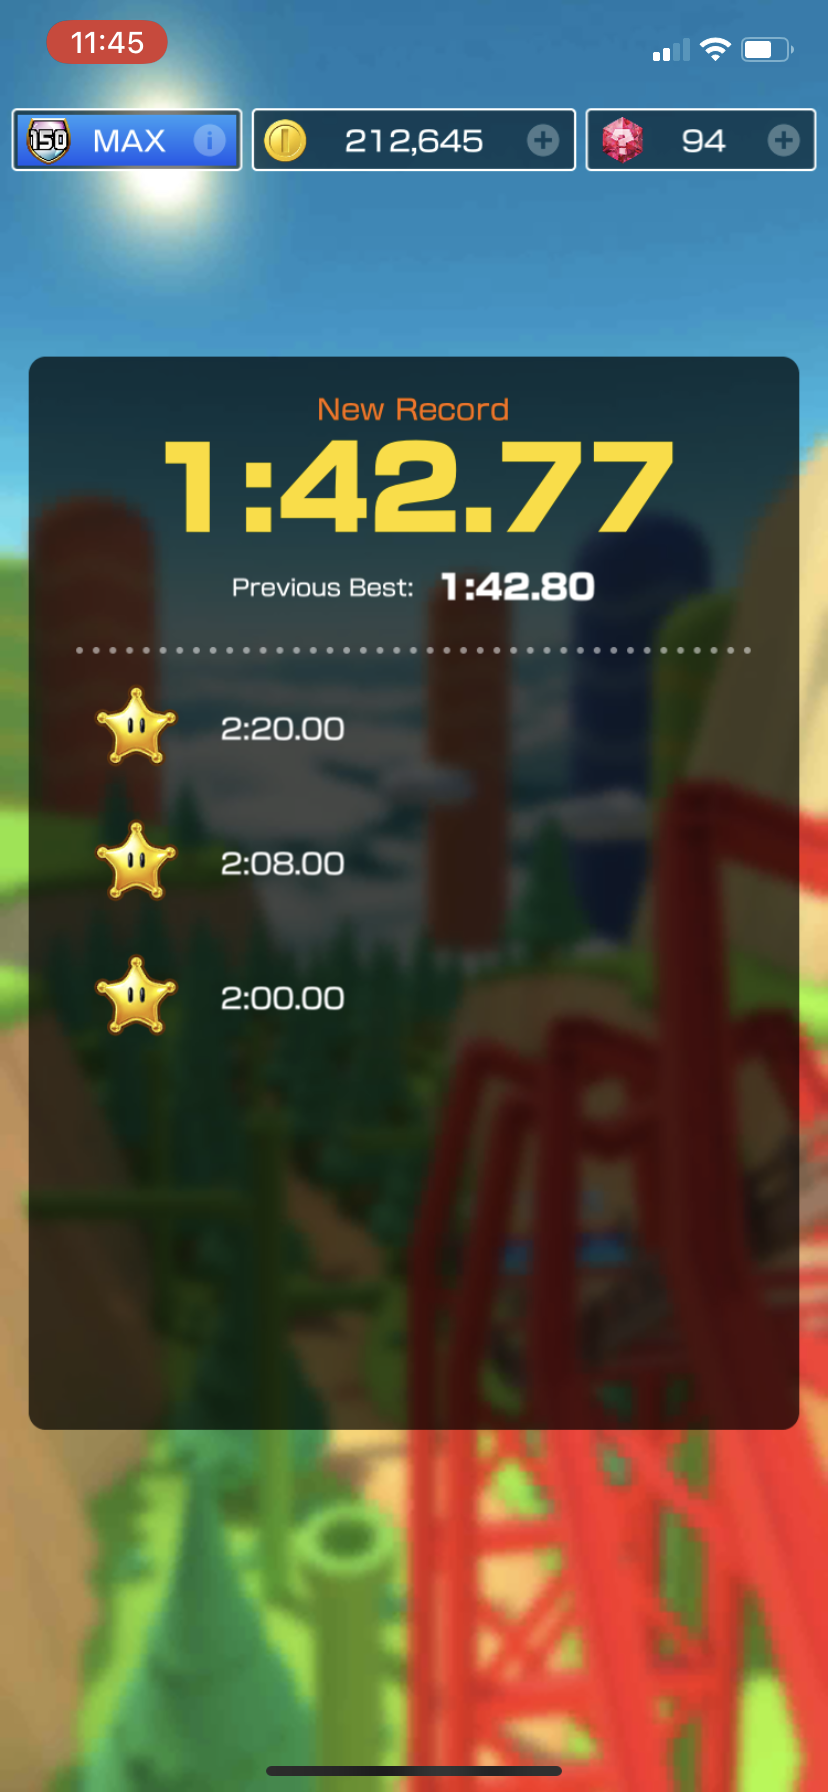 11:45
150 MAX i 212,645 + ? 94 +
New Record
1:42.77
Previous Best: 1:42.80
2:20.00
2:08.00
2:00.00